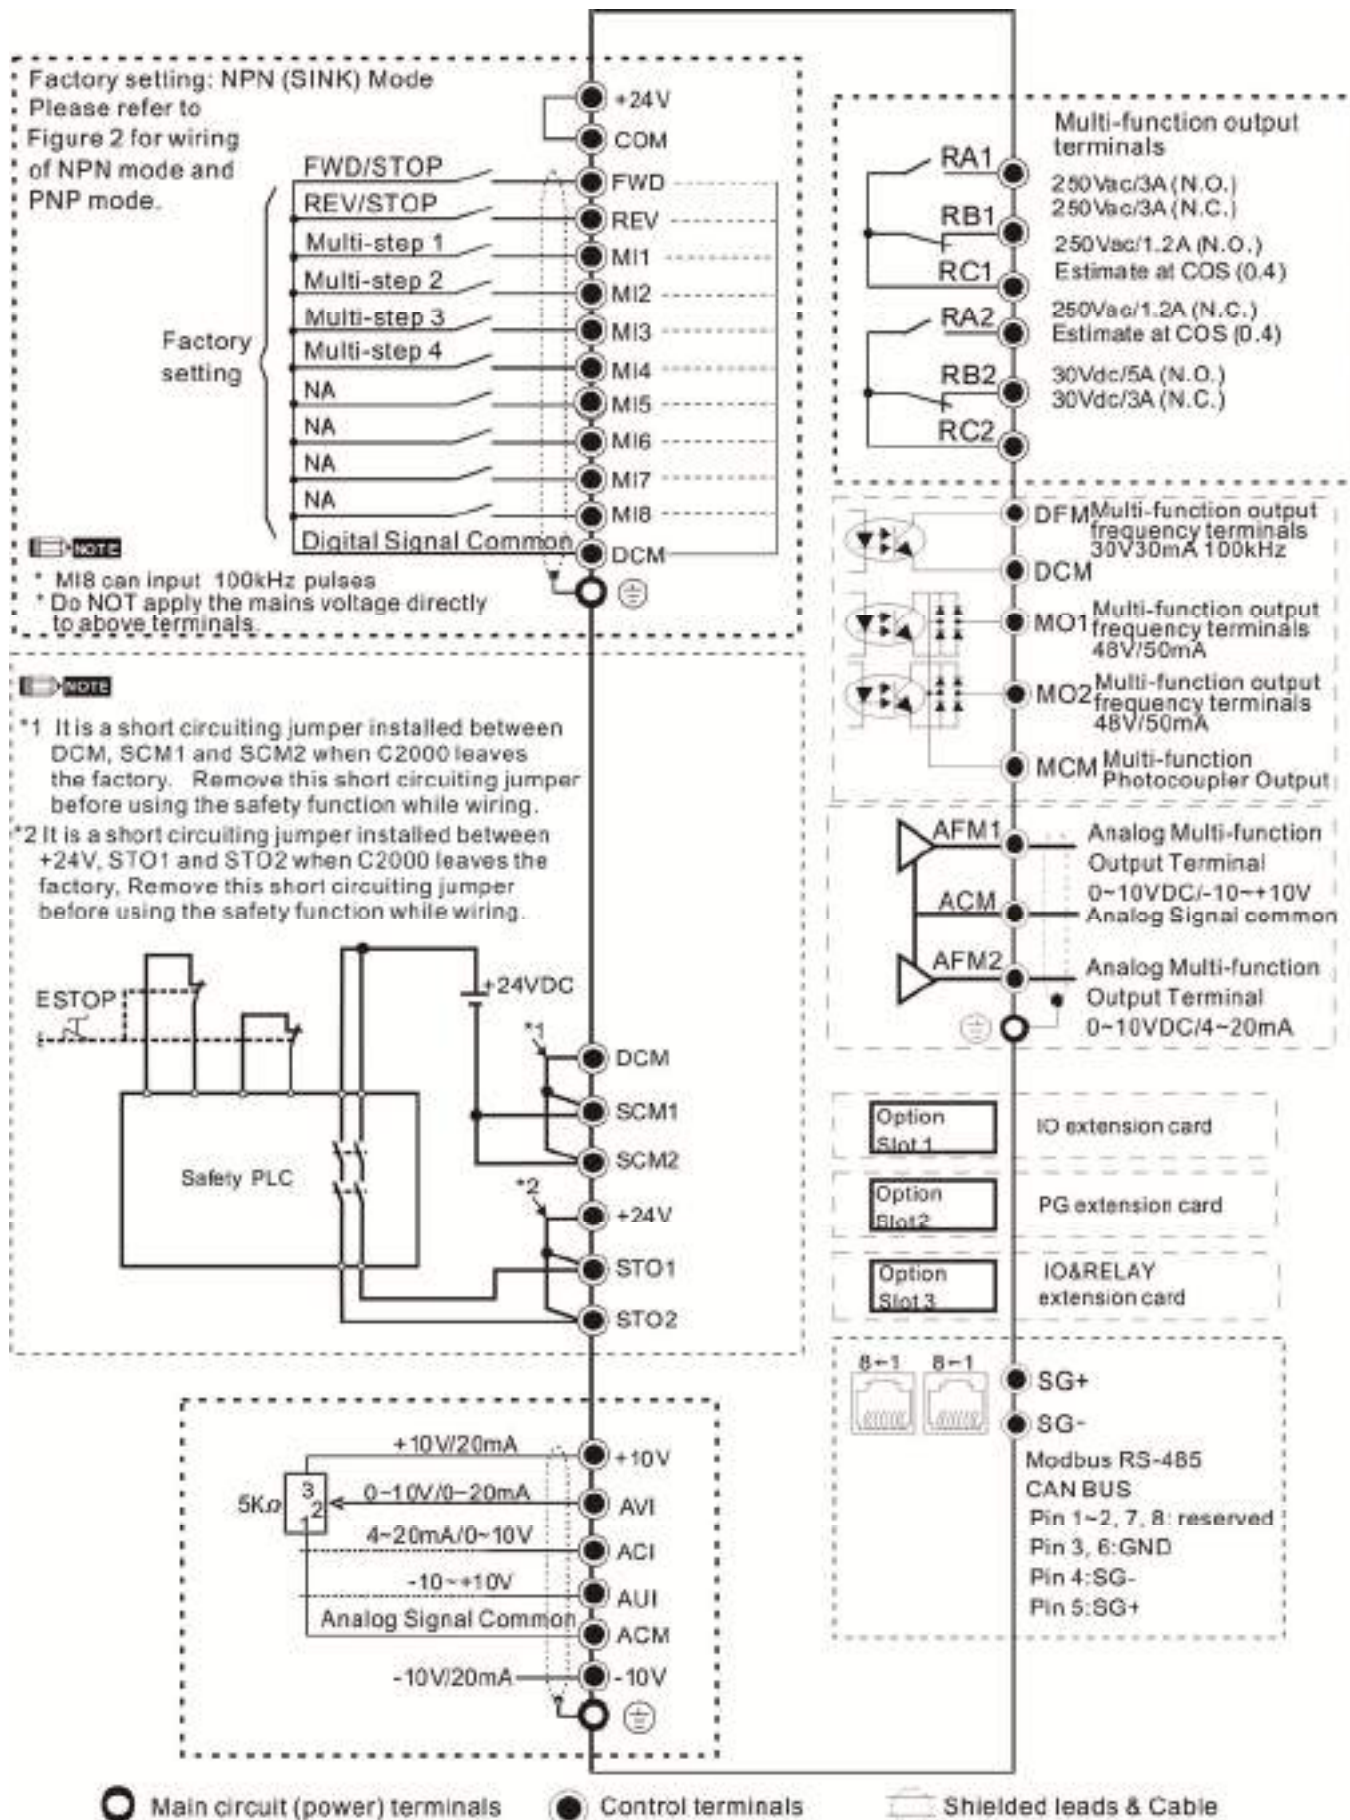 Factory setting: NPN (SINK) Mode
Please refer to
Figure 2 for wiring
of NPN mode and
PNP mode.
+24V
COM
FWD/STOP
FWD
REV/STOP
REV
Multi-step 1
MI1
Multi-step 2
MI2
Multi-step 3
MI3
Multi-step 4
MI4
Factory
setting
NA
MI5
NA
MI6
NA
MI7
NA
MI8
Digital Signal Common
DCM
NOTE
* MI8 can input 100kHz pulses
* Do NOT apply the mains voltage directly
to above terminals.
NOTE
*1 It is a short circuiting jumper installed between
DCM, SCM1 and SCM2 when C2000 leaves
the factory. Remove this short circuiting jumper
before using the safety function while wiring.
*2 It is a short circuiting jumper installed between
+24V, STO1 and STO2 when C2000 leaves the
factory, Remove this short circuiting jumper
before using the safety function while wiring.
ESTOP
+24VDC
*1
DCM
SCM1
SCM2
Safety PLC
*2
+24V
STO1
STO2
+10V/20mA
+10V
5KΩ
3
2
1
0~10V/0~20mA
AVI
4~20mA/0~10V
ACI
-10~+10V
AUI
Analog Signal Common
ACM
-10V/20mA
-10V
Multi-function output
terminals
RA1
250Vac/3A (N.O.)
250Vac/3A (N.C.)
RB1
250Vac/1.2A (N.O.)
Estimate at COS (0.4)
RC1
250Vac/1.2A (N.C.)
Estimate at COS (0.4)
RA2
RB2
30Vdc/5A (N.O.)
30Vdc/3A (N.C.)
RC2
DFM
Multi-function output
frequency terminals
30V30mA 100kHz
DCM
MO1
Multi-function output
frequency terminals
48V/50mA
MO2
Multi-function output
frequency terminals
48V/50mA
MCM
Multi-function
Photocoupler Output
AFM1
Analog Multi-function
Output Terminal
0~10VDC/-10~+10V
ACM
Analog Signal common
AFM2
Analog Multi-function
Output Terminal
0~10VDC/4~20mA
Option
Slot 1
IO extension card
Option
Slot2
PG extension card
Option
Slot3
IO&RELAY
extension card
8←1
8←1
SG+
SG-
Modbus RS-485
CAN BUS
Pin 1~2, 7, 8: reserved
Pin 3, 6:GND
Pin 4:SG-
Pin 5:SG+
Main circuit (power) terminals
Control terminals
Shielded leads & Cable